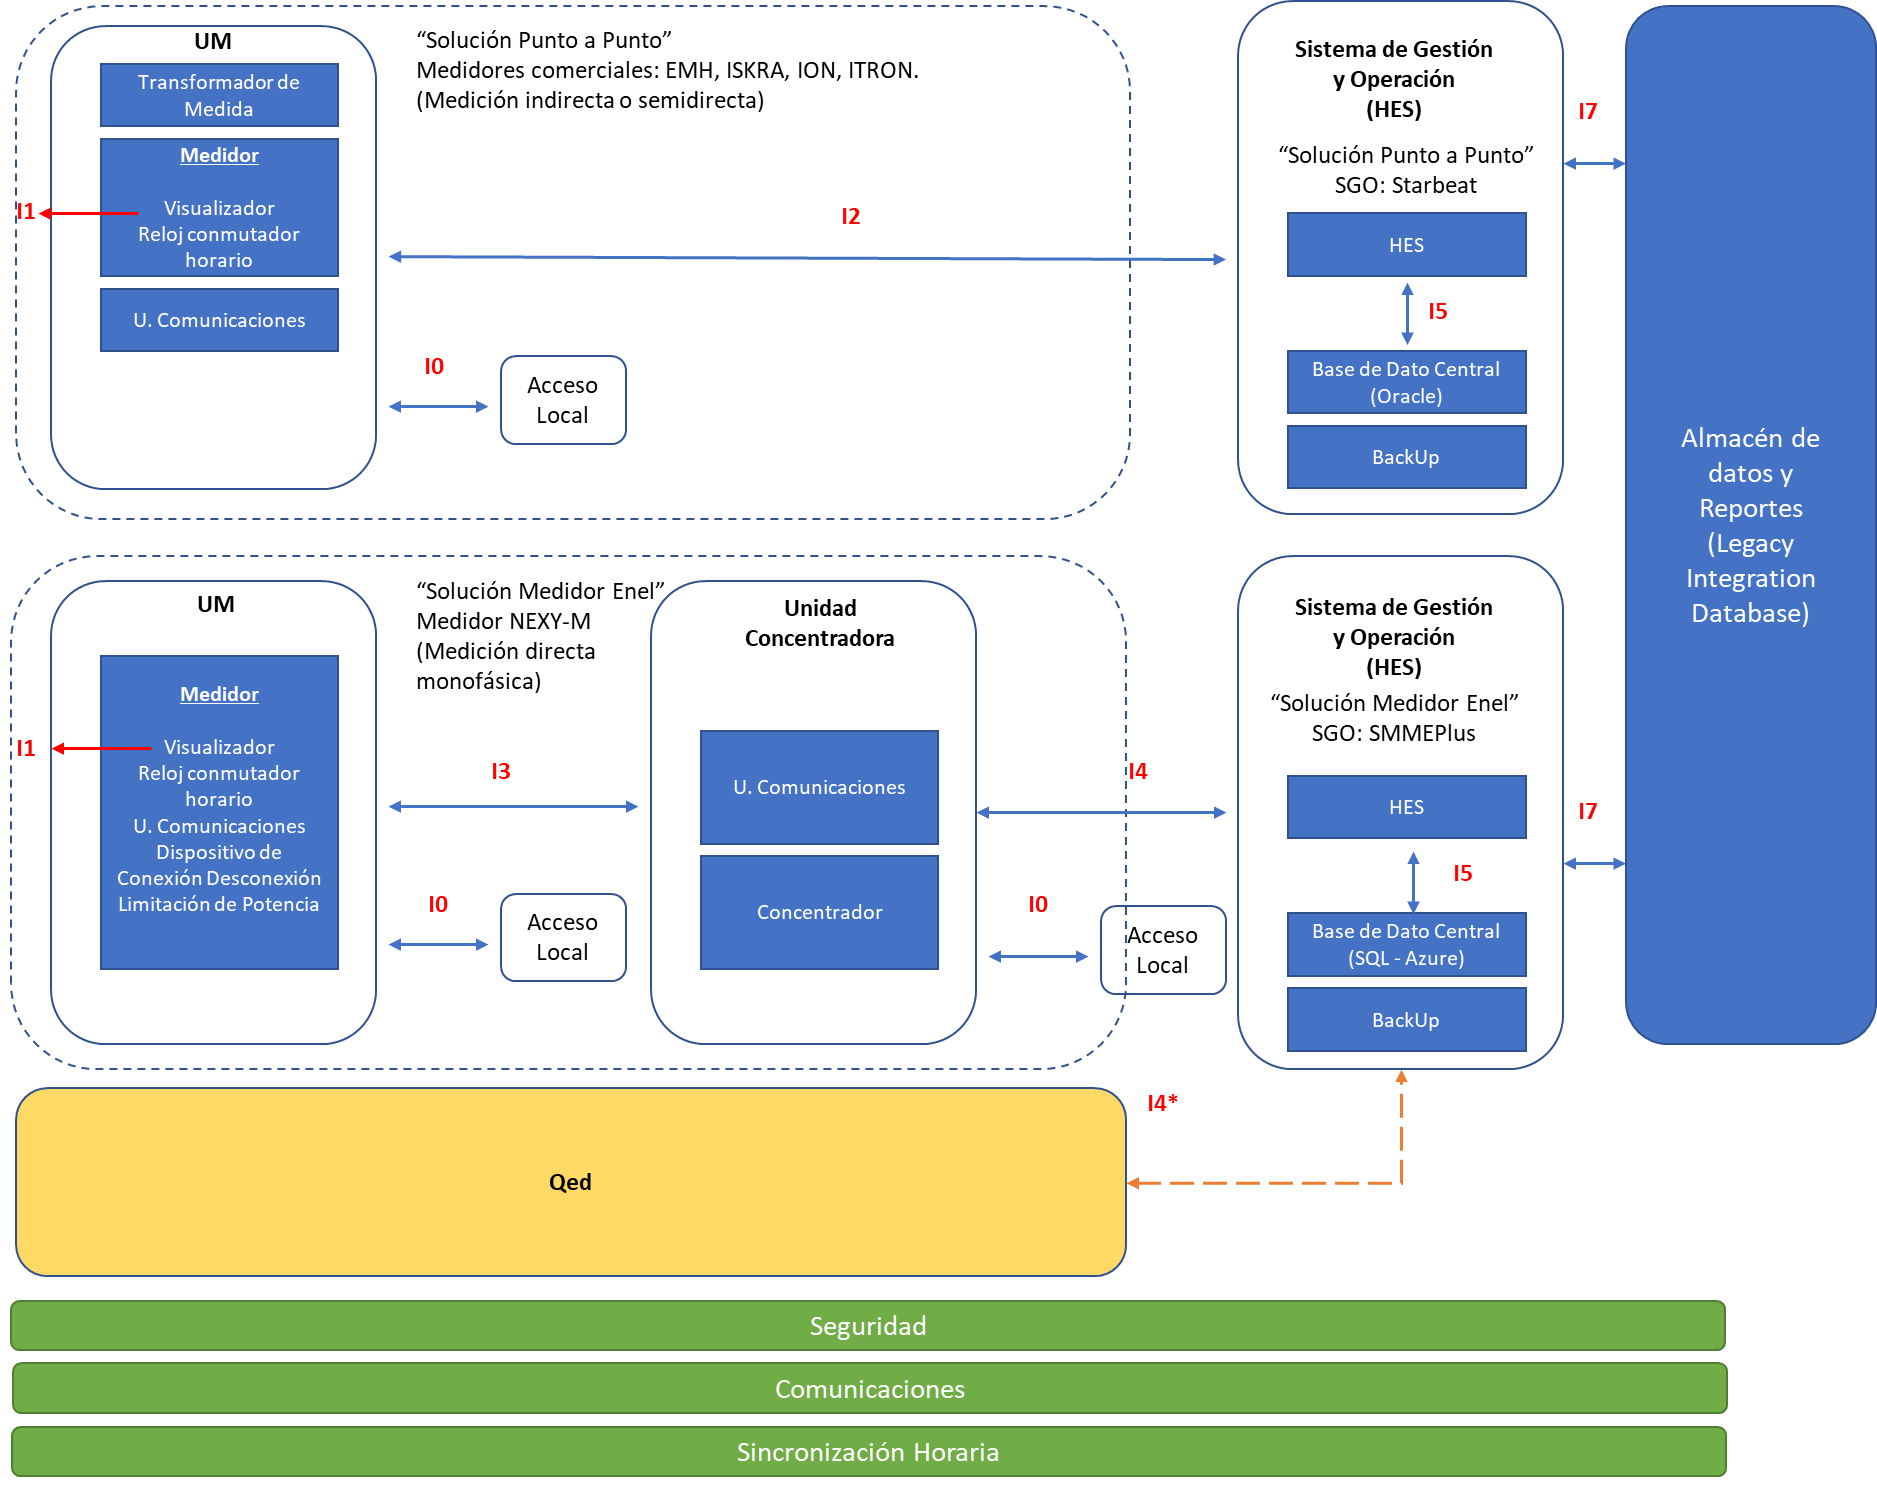 UM
Transformador de
Medida
Medidor
Visualizador
Reloj conmutador
horario
U. Comunicaciones
I1
“Solución Punto a Punto”
Medidores comerciales: EMH, ISKRA, ION, ITRON.
(Medición indirecta o semidirecta)
I2
I0
Acceso
Local
Sistema de Gestión
y Operación
(HES)
“Solución Punto a Punto”
SGO: Starbeat
HES
I5
Base de Dato Central
(Oracle)
BackUp
I7
Almacén de
datos y
Reportes
(Legacy
Integration
Database)
UM
Medidor
Visualizador
Reloj conmutador
horario
U. Comunicaciones
Dispositivo de
Conexión Desconexión
Limitación de Potencia
I1
“Solución Medidor Enel”
Medidor NEXY-M
(Medición directa
monofásica)
I3
I0
Acceso
Local
Unidad
Concentradora
U. Comunicaciones
Concentrador
I4
I0
Acceso
Local
Sistema de Gestión
y Operación
(HES)
“Solución Medidor Enel”
SGO: SMMEPlus
HES
I5
Base de Dato Central
(SQL - Azure)
BackUp
I7
I4*
Qed
Seguridad
Comunicaciones
Sincronización Horaria